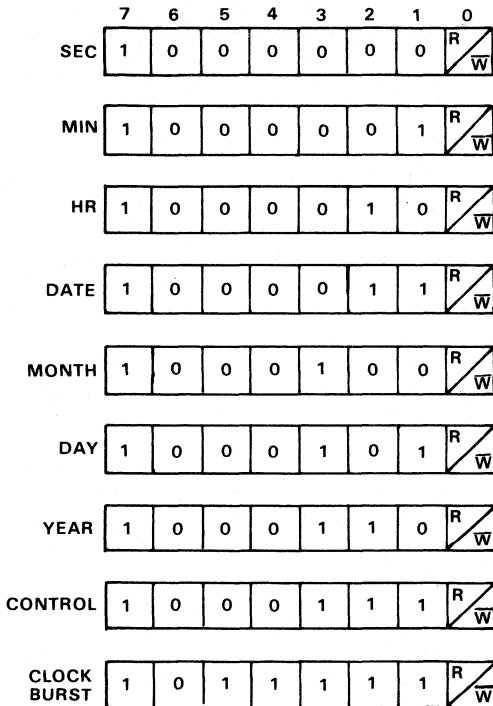 7 6 5 4 3 2 1 0
SEC 1 0 0 0 0 0 0 R/W̅
MIN 1 0 0 0 0 0 1 R/W̅
HR 1 0 0 0 0 1 0 R/W̅
DATE 1 0 0 0 0 1 1 R/W̅
MONTH 1 0 0 0 1 0 0 R/W̅
DAY 1 0 0 0 1 0 1 R/W̅
YEAR 1 0 0 0 1 1 0 R/W̅
CONTROL 1 0 0 0 1 1 1 R/W̅
CLOCK
BURST 1 0 1 1 1 1 1 R/W̅